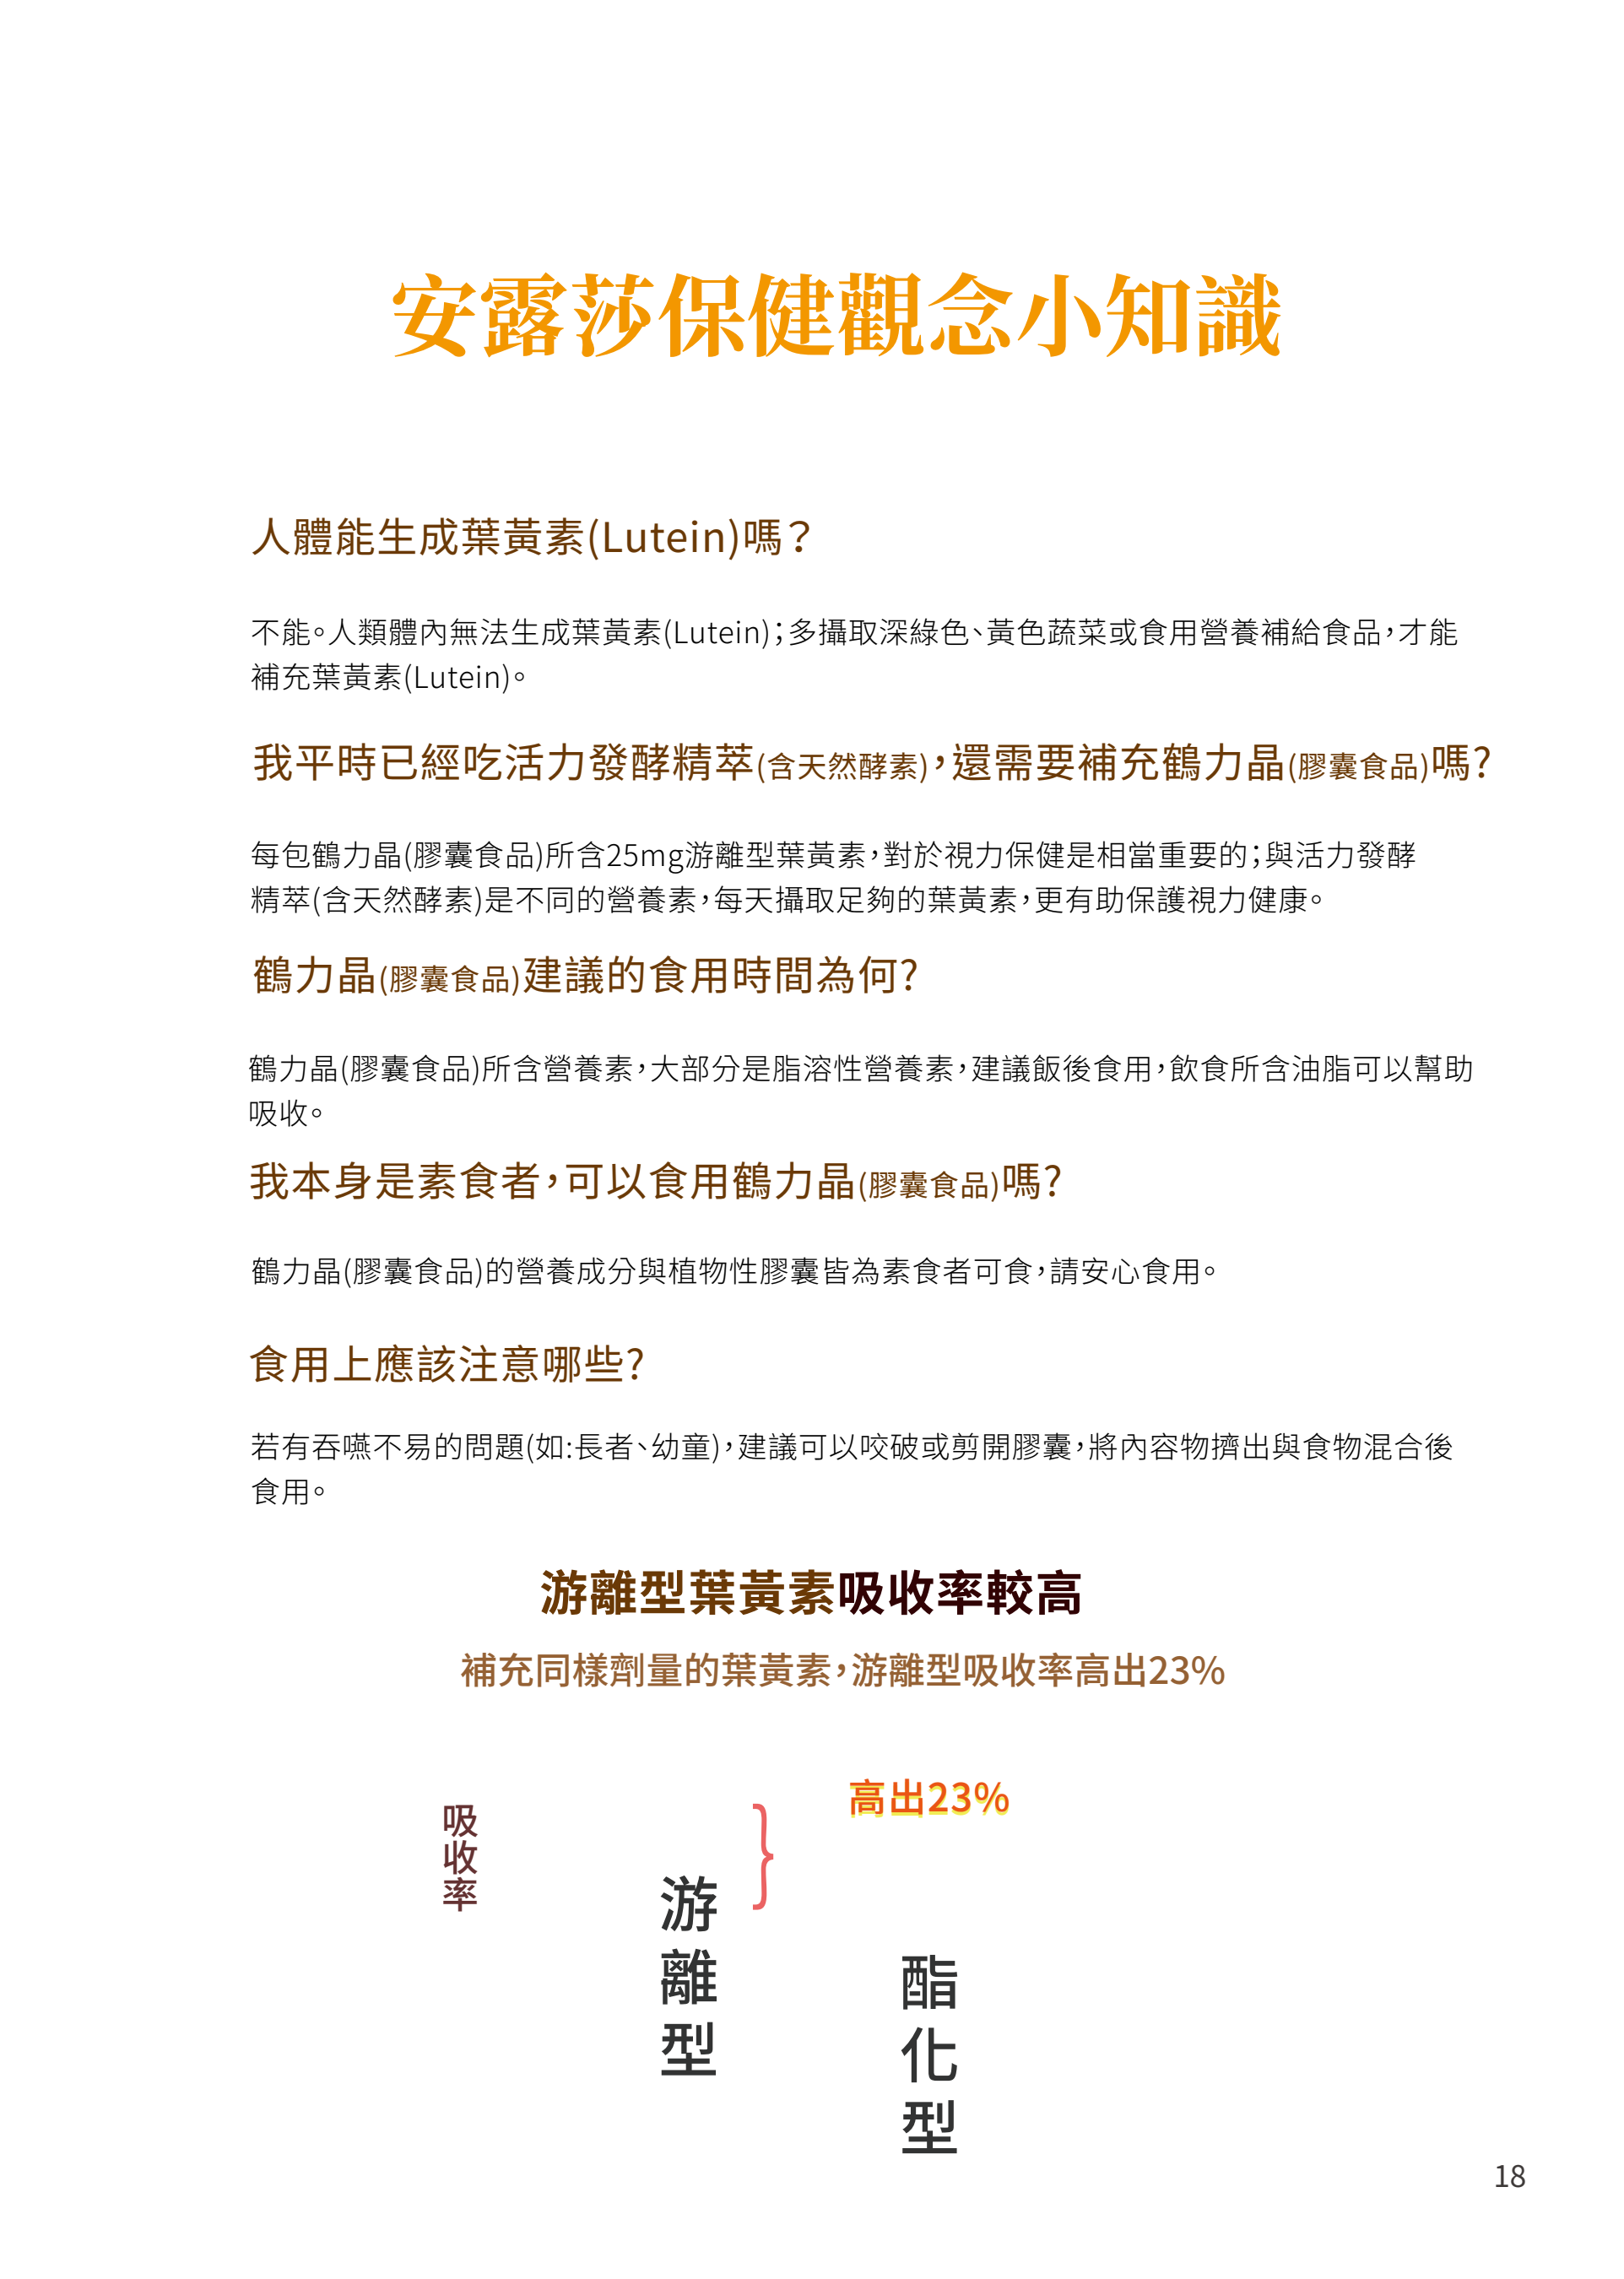 安露莎保健觀念小知識
人體能生成葉黃素(Lutein)嗎？
不能。人類體內無法生成葉黃素(Lutein)；多攝取深綠色、黃色蔬菜或食用營養補給食品，才能
補充葉黃素(Lutein)。
我平時已經吃活力發酵精萃(含天然酵素)，還需要補充鶴力晶(膠囊食品)嗎?
每包鶴力晶(膠囊食品)所含25mg游離型葉黃素，對於視力保健是相當重要的；與活力發酵
精萃(含天然酵素)是不同的營養素，每天攝取足夠的葉黃素，更有助保護視力健康。
鶴力晶(膠囊食品)建議的食用時間為何?
鶴力晶(膠囊食品)所含營養素，大部分是脂溶性營養素，建議飯後食用，飲食所含油脂可以幫助
吸收。
我本身是素食者，可以食用鶴力晶(膠囊食品)嗎?
鶴力晶(膠囊食品)的營養成分與植物性膠囊皆為素食者可食，請安心食用。
食用上應該注意哪些?
若有吞嚥不易的問題(如:長者、幼童)，建議可以咬破或剪開膠囊，將內容物擠出與食物混合後
食用。
游離型葉黃素吸收率較高
補充同樣劑量的葉黃素，游離型吸收率高出23%
高出23%
吸收率
游離型
酯化型
18